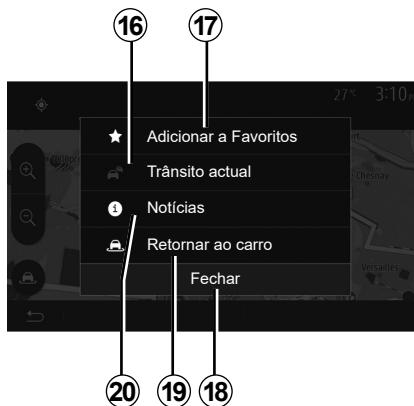 16 17
27 °C 3:10
Adicionar a Favoritos
Trânsito actual
Chesnay
Notícias
Retornar ao carro
Versailles
Fechar
20 19 18